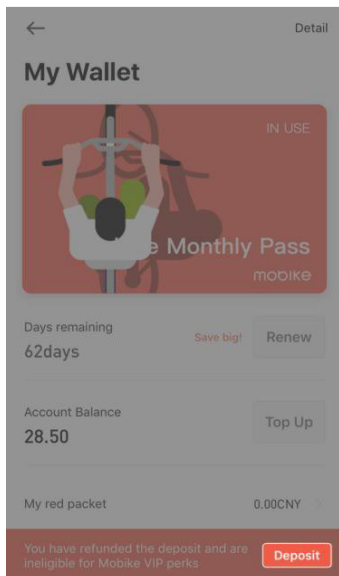 Detail
My Wallet
IN USE
Monthly Pass
mobike
Days remaining
62days
Save big!
Renew
Account Balance
28.50
Top Up
My red packet
0.00CNY
You have refunded the deposit and are
ineligible for Mobike VIP perks
Deposit